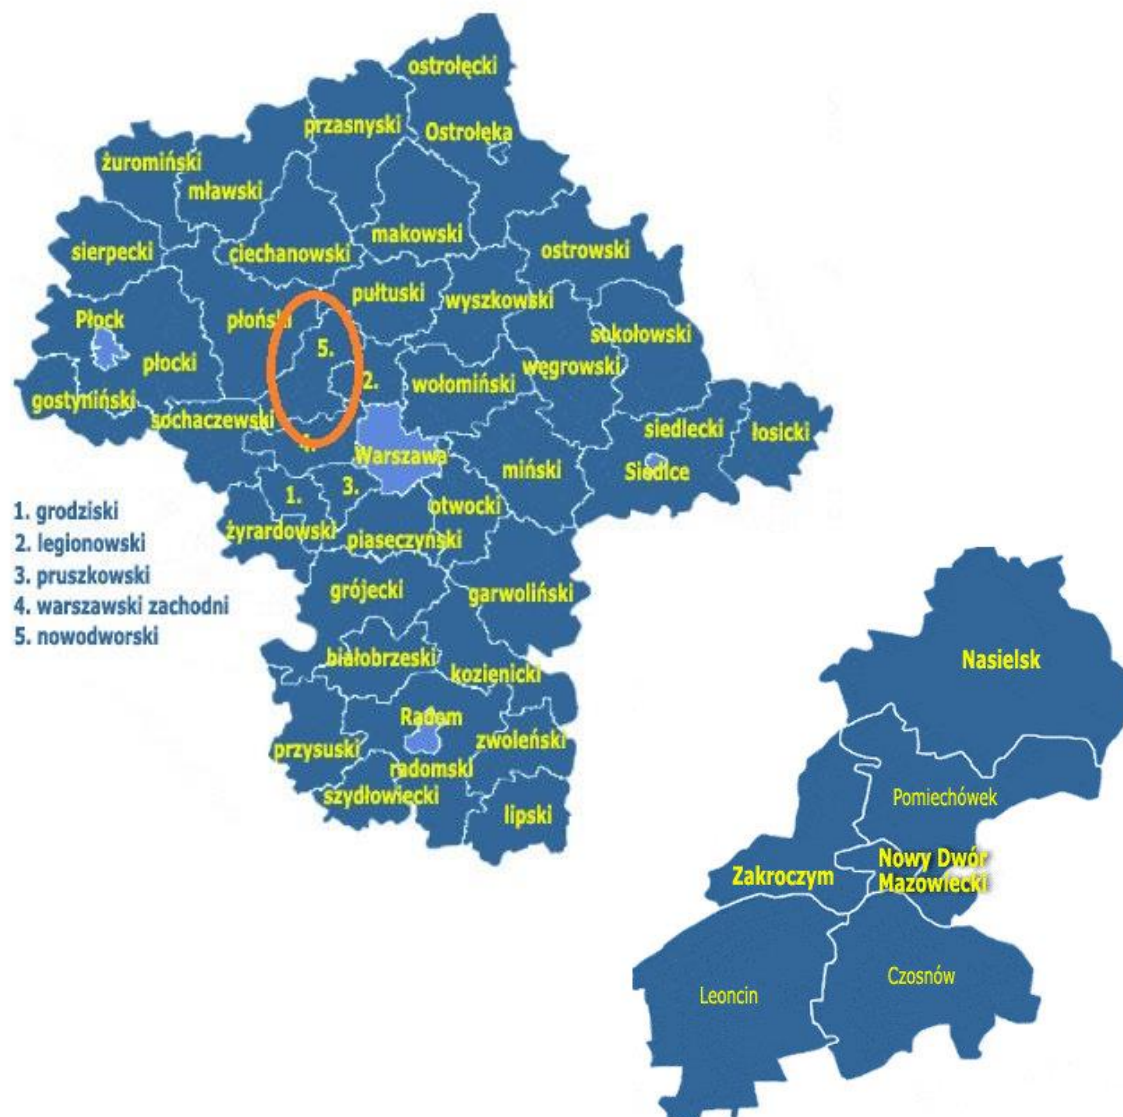 ostrołęcki
przasnyski
Ostrołęka
żuromiński
mławski
makowski
sierpecki
ciechanowski
ostrowski
pułtuski
wyszkowski
Płock
płoński
sokołowski
5.
płocki
2.
wołomiński
węgrowski
gostyniński
sochaczewski
siedlecki
łosicki
4.
Warszawa
miński
Siedlce
1.
3.
otwocki
żyrardowski
piaseczyński
grójecki
garwoliński
białobrzeski
kozienicki
Radom
przysuski
zwoleński
radomski
szydłowiecki
lipski
1. grodziski
2. legionowski
3. pruszkowski
4. warszawski zachodni
5. nowodworski
Nasielsk
Pomiechówek
Nowy Dwór
Mazowiecki
Zakroczym
Czosnów
Leoncin